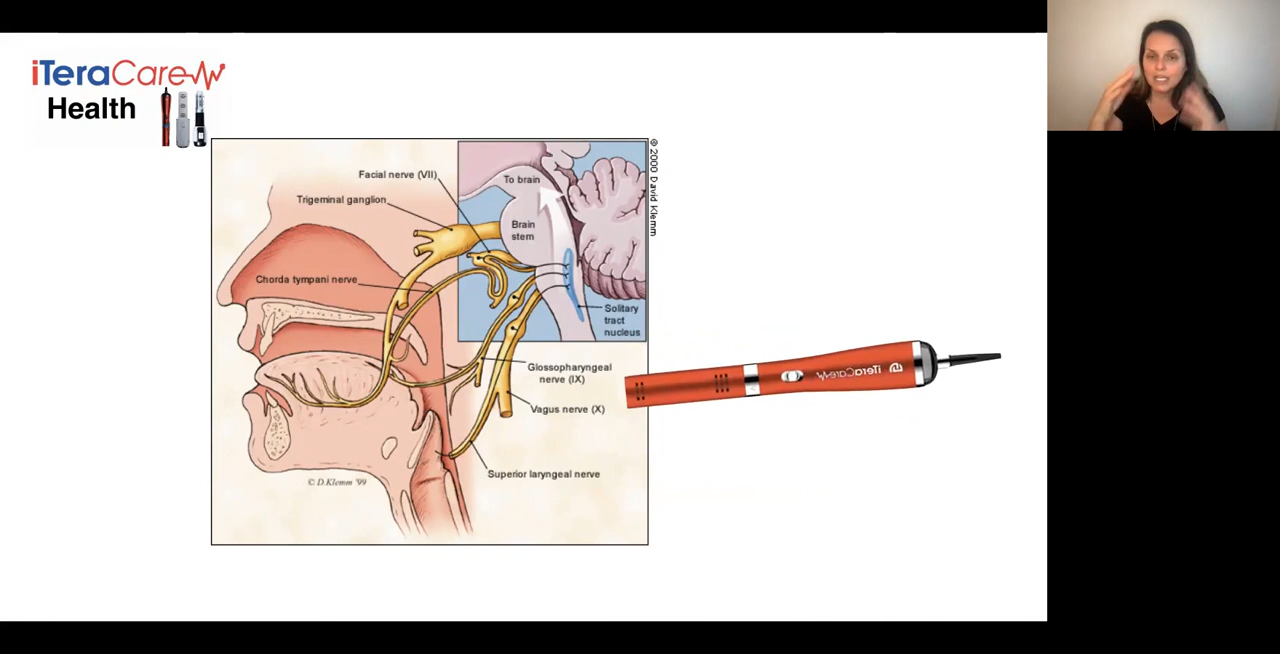 iTeraCare
Health
© 2000 David Klemm
Facial nerve (VII)
To brain
Trigeminal ganglion
Brain
stem
Chorda tympani nerve
Solitary
tract
nucleus
Glossopharyngeal
nerve (IX)
iTeraCare
Vagus nerve (X)
Superior laryngeal nerve
© D.Klemm '99